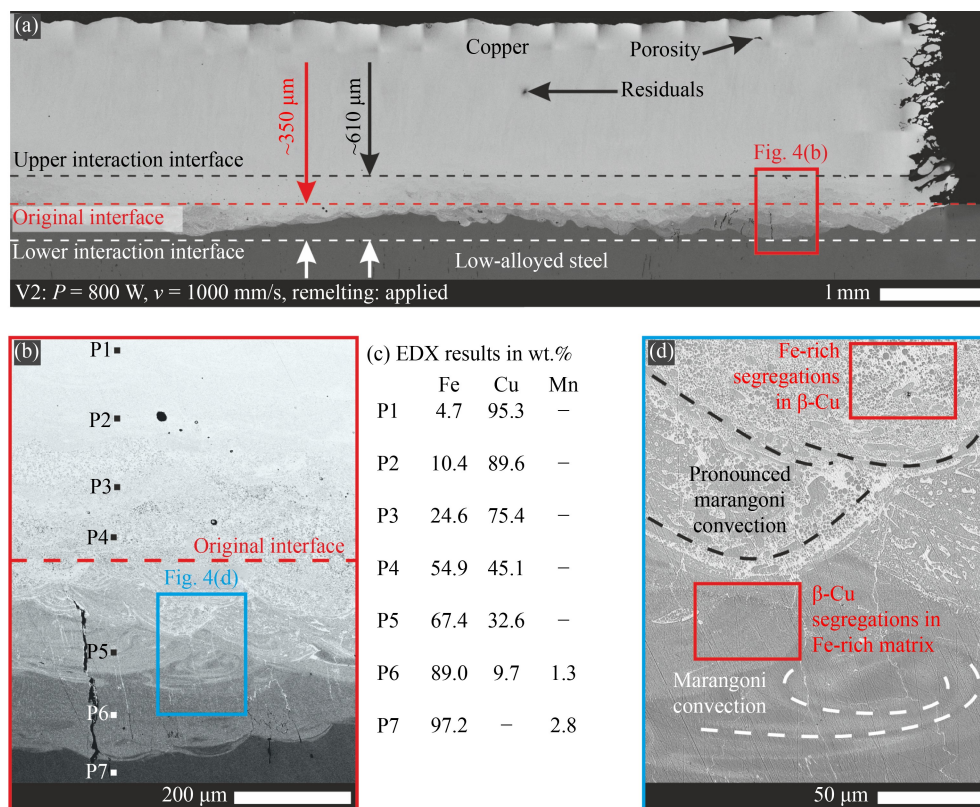 (a)
Copper
Porosity
Residuals
~350 μm
~610 μm
Upper interaction interface
Fig. 4(b)
Original interface
Lower interaction interface
Low-alloyed steel
V2: P = 800 W, v = 1000 mm/s, remelting: applied
1 mm
(b)
P1
P2
P3
P4
Original interface
Fig. 4(d)
P5
P6
P7
200 μm
(c) EDX results in wt.%
Fe Cu Mn
P1 4.7 95.3 –
P2 10.4 89.6 –
P3 24.6 75.4 –
P4 54.9 45.1 –
P5 67.4 32.6 –
P6 89.0 9.7 1.3
P7 97.2 – 2.8
(d)
Fe-rich
segregations
in β-Cu
Pronounced
marangoni
convection
β-Cu
segregations in
Fe-rich matrix
Marangoni
convection
50 μm